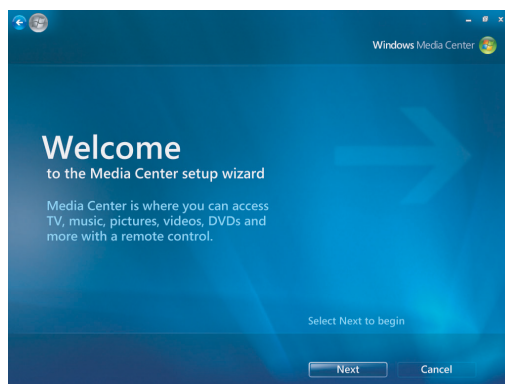 Windows Media Center
Welcome
to the Media Center setup wizard
Media Center is where you can access
TV, music, pictures, videos, DVDs and
more with a remote control.
Select Next to begin
Next Cancel